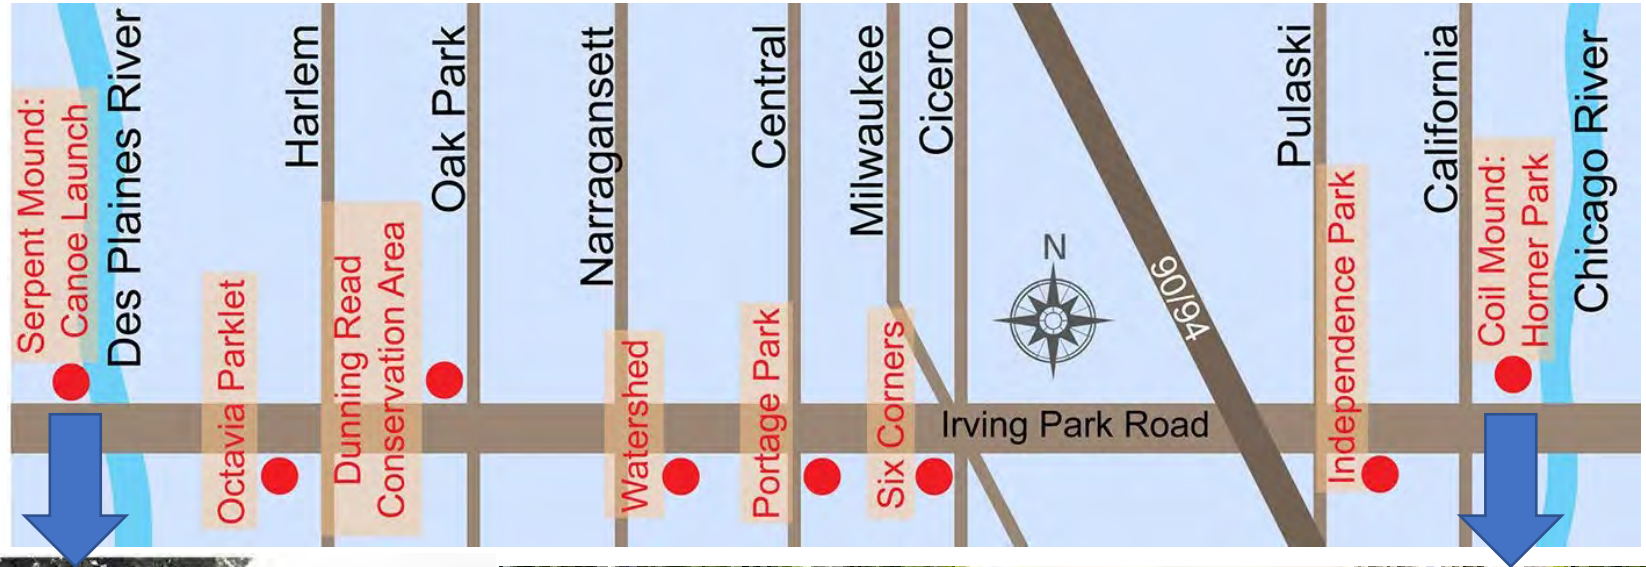 Serpent Mound:
Canoe Launch
Des Plaines River
Octavia Parklet
Harlem
Dunning Read
Conservation Area
Oak Park
Narragansett
Watershed
Central
Portage Park
Milwaukee
Six Corners
Cicero
N
Irving Park Road
90/94
Pulaski
Independence Park
California
Coil Mound:
Horner Park
Chicago River